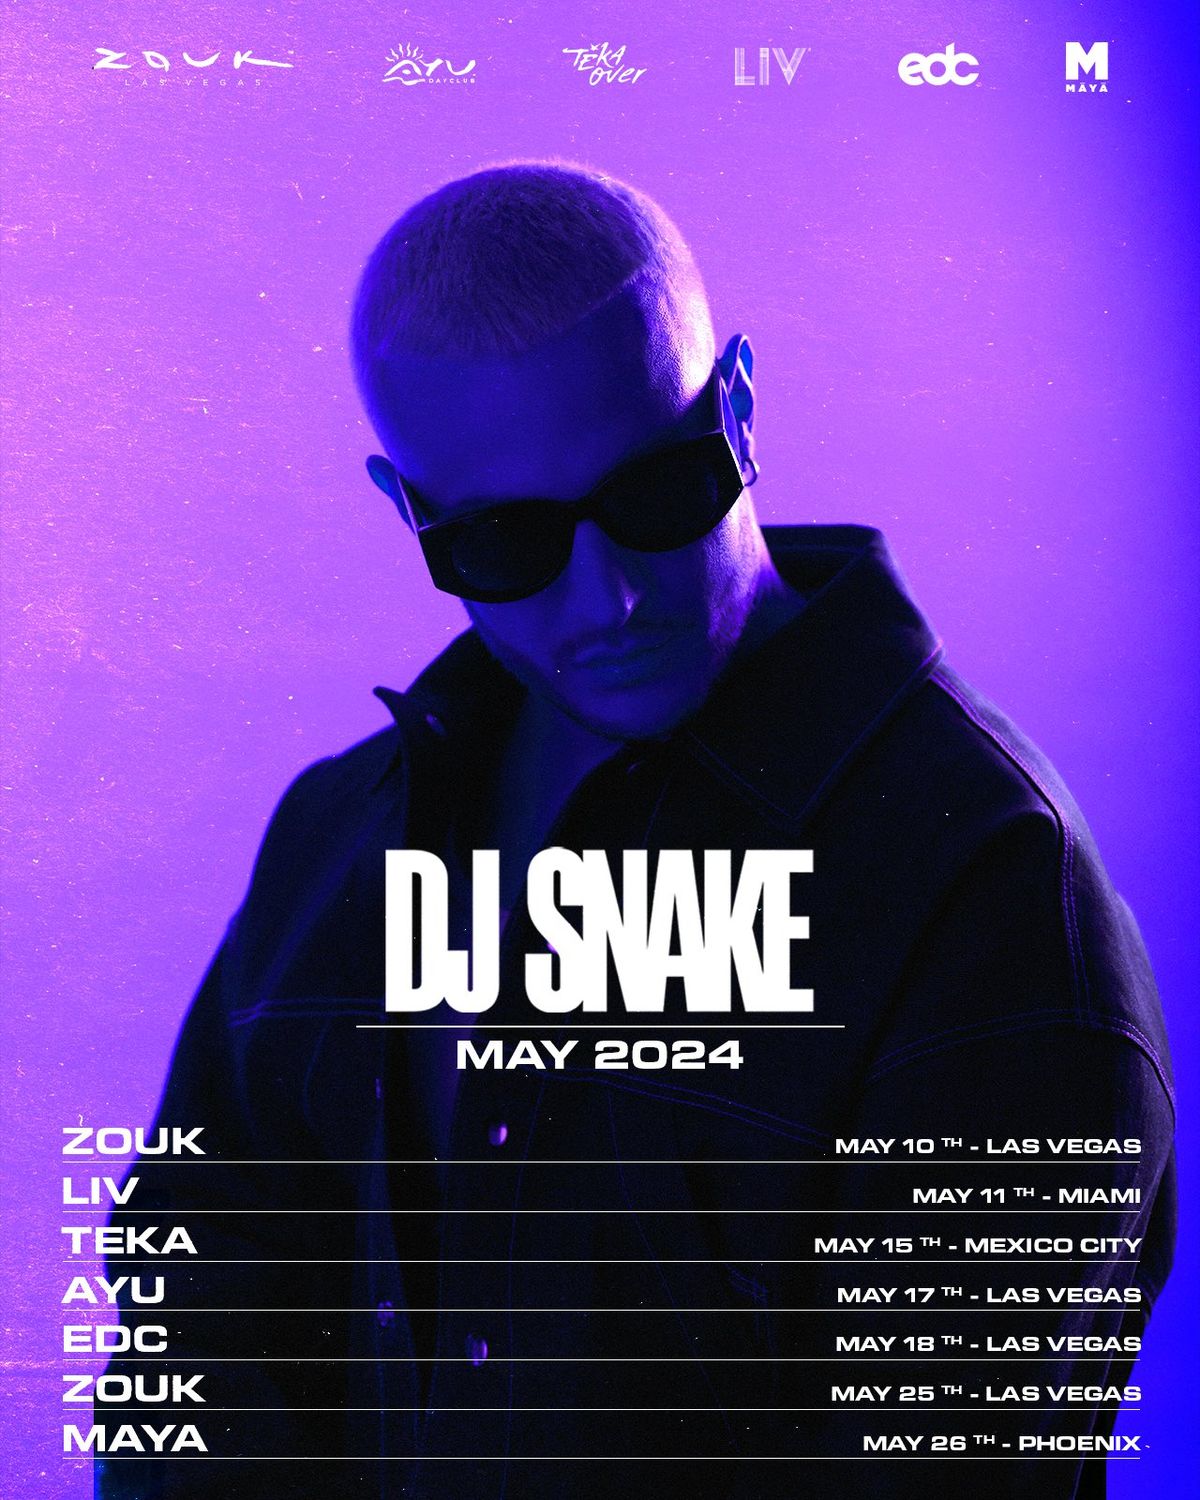 ZOUK
LAS VEGAS
AYU
DAYCLUB
TEKA
over
LIV
edc
M
MAYA
DJ SNAKE
MAY 2024
ZOUK MAY 10 TH - LAS VEGAS
LIV MAY 11 TH - MIAMI
TEKA MAY 15 TH - MEXICO CITY
AYU MAY 17 TH - LAS VEGAS
EDC MAY 18 TH - LAS VEGAS
ZOUK MAY 25 TH - LAS VEGAS
MAYA MAY 26 TH - PHOENIX